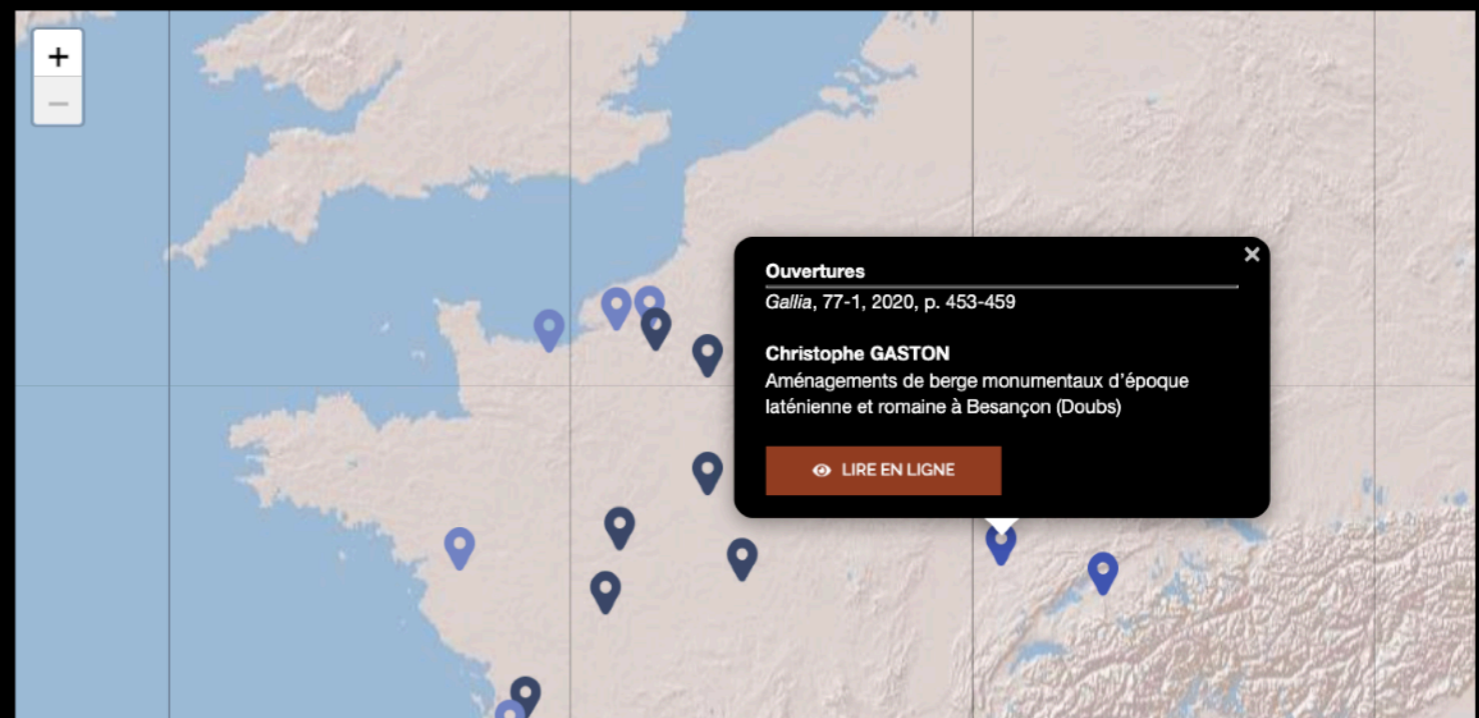 +
−
×
Ouvertures
Gallia, 77-1, 2020, p. 453-459
Christophe GASTON
Aménagements de berge monumentaux d'époque
laténienne et romaine à Besançon (Doubs)
LIRE EN LIGNE